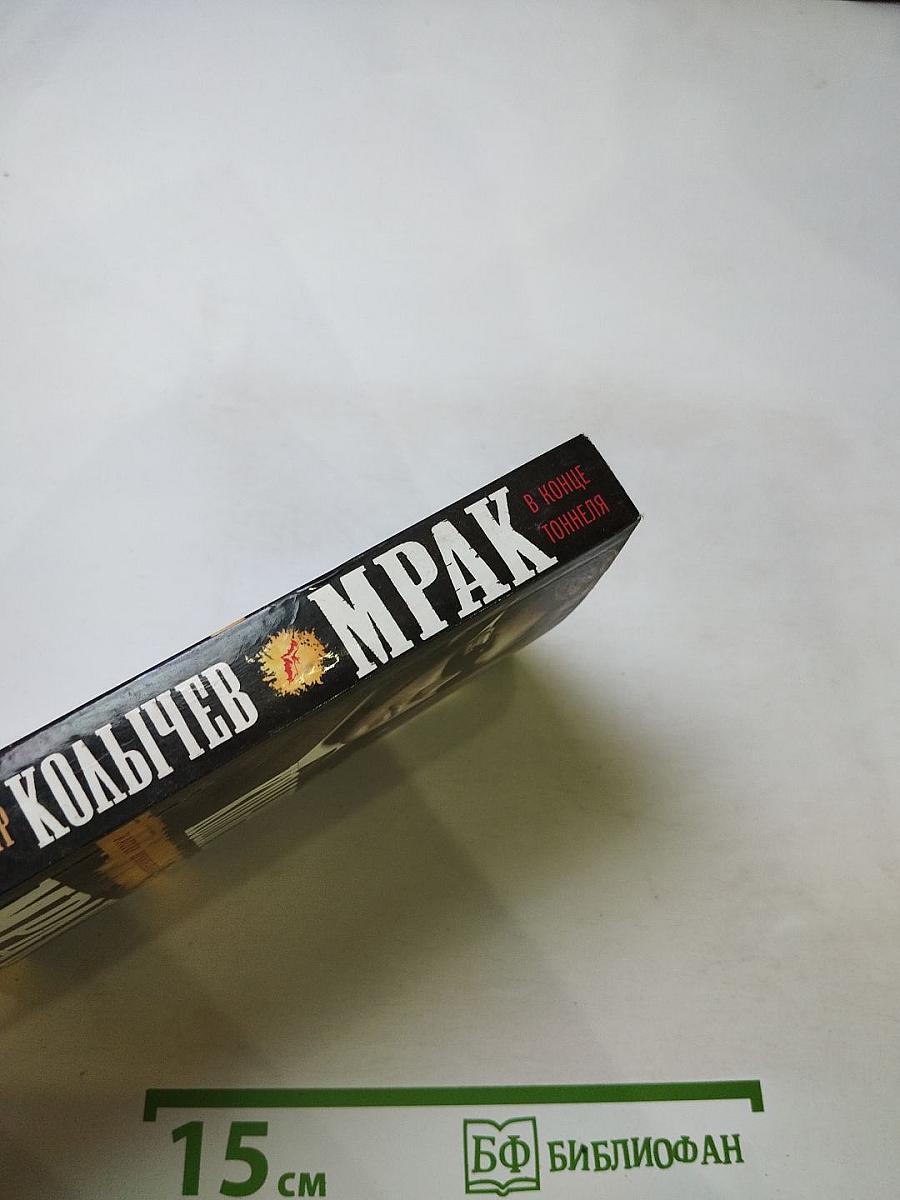 Р КОЛЫЧЕВ
МРАК
В КОНЦЕ
ТОННЕЛЯ
15 см
БФ БИБЛИОФАН